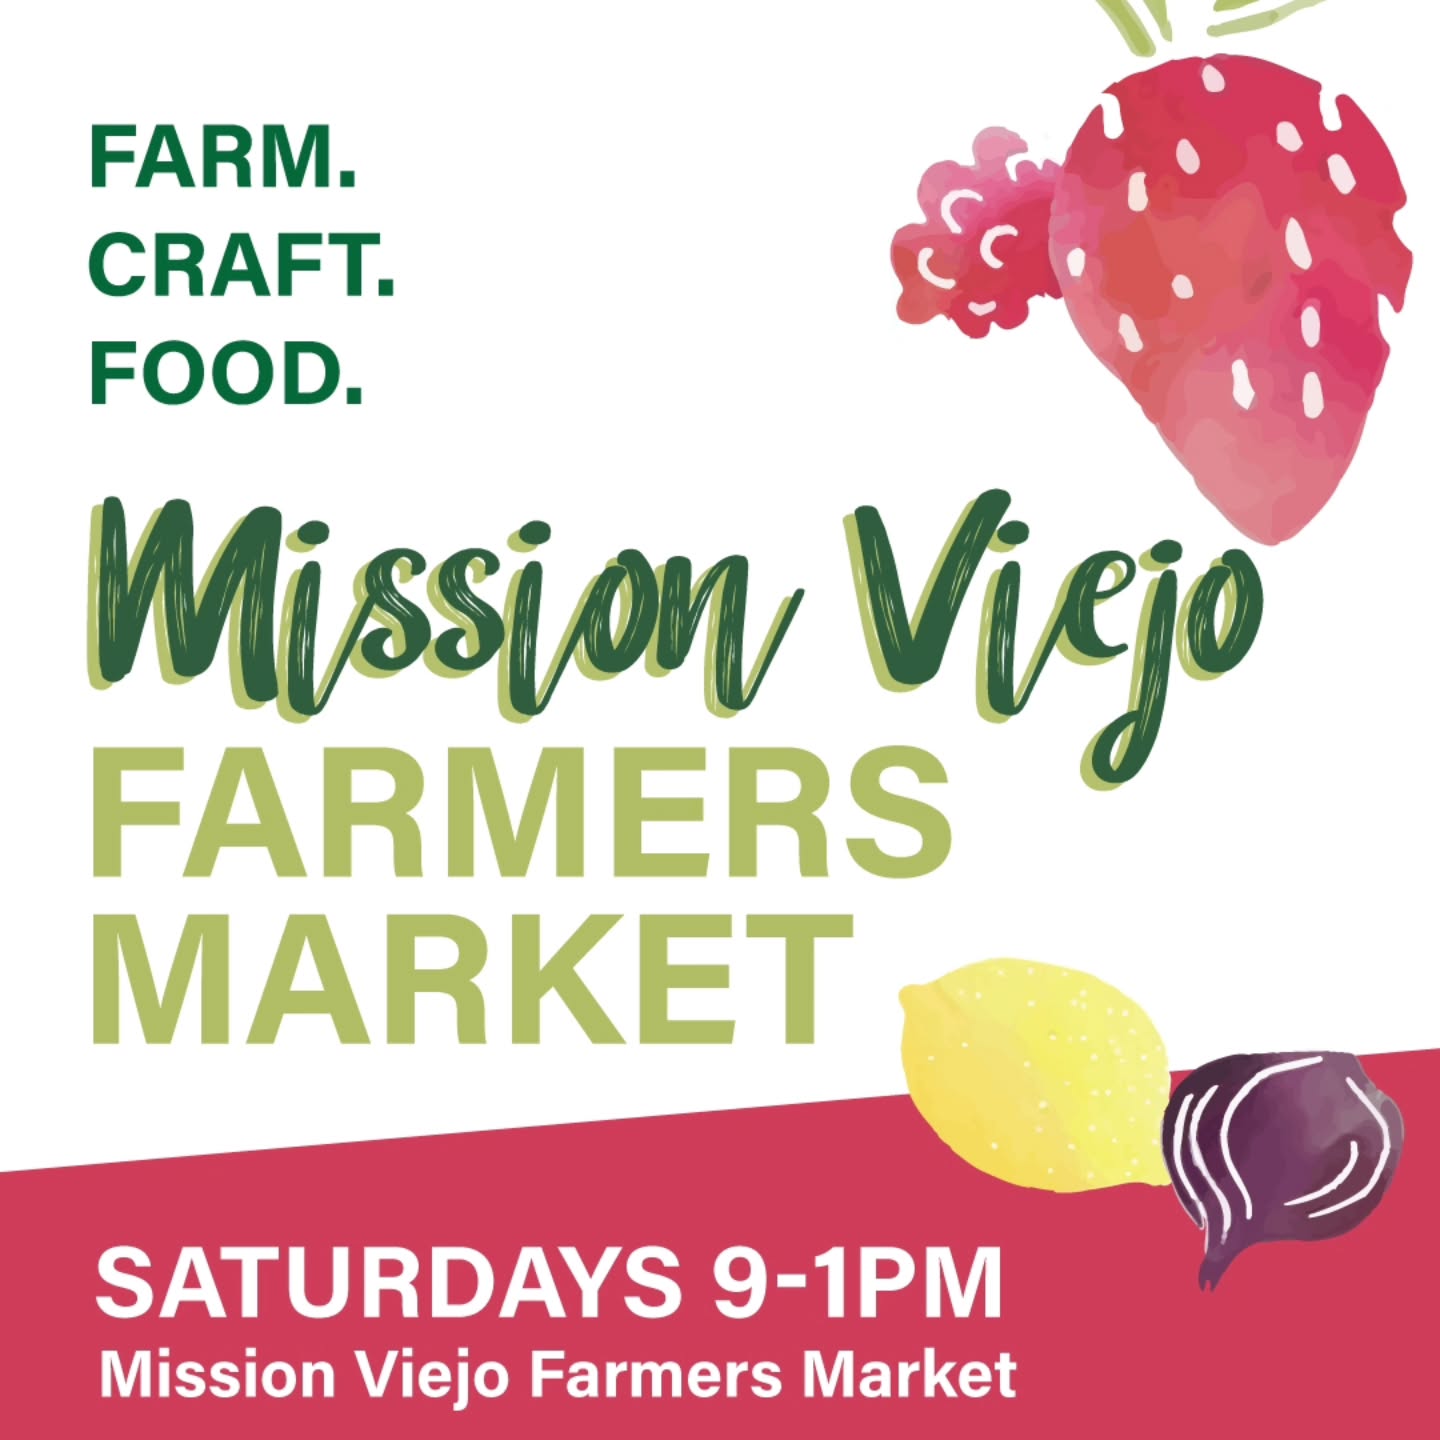 FARM.
CRAFT.
FOOD.
Mission Viejo
FARMERS
MARKET
SATURDAYS 9-1PM
Mission Viejo Farmers Market